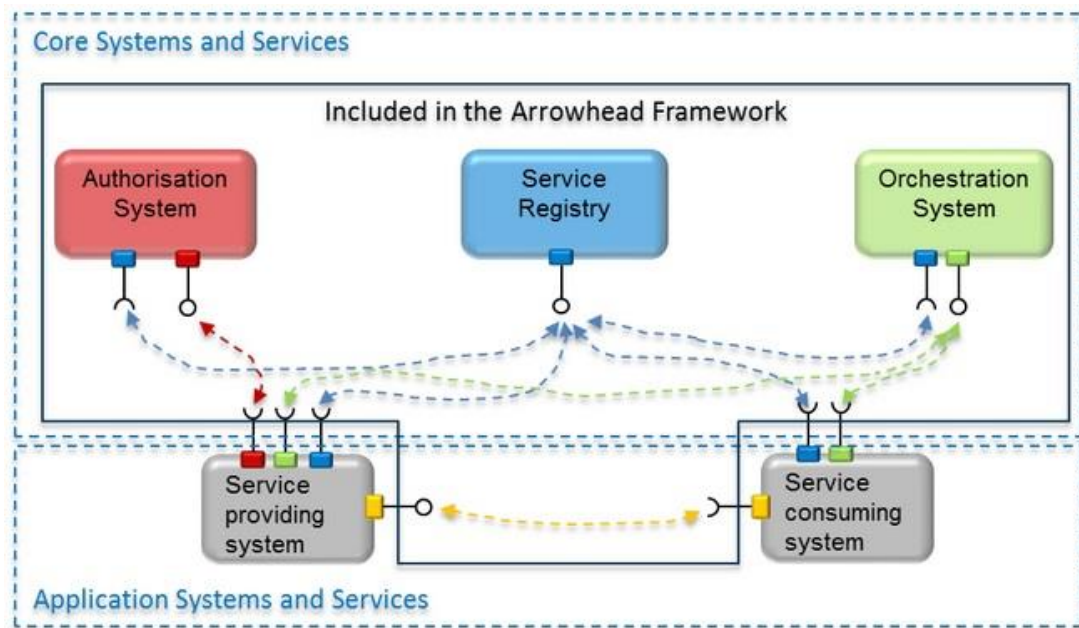 Core Systems and Services
Included in the Arrowhead Framework
Authorisation
System
Service
Registry
Orchestration
System
Service
providing
system
Service
consuming
system
Application Systems and Services